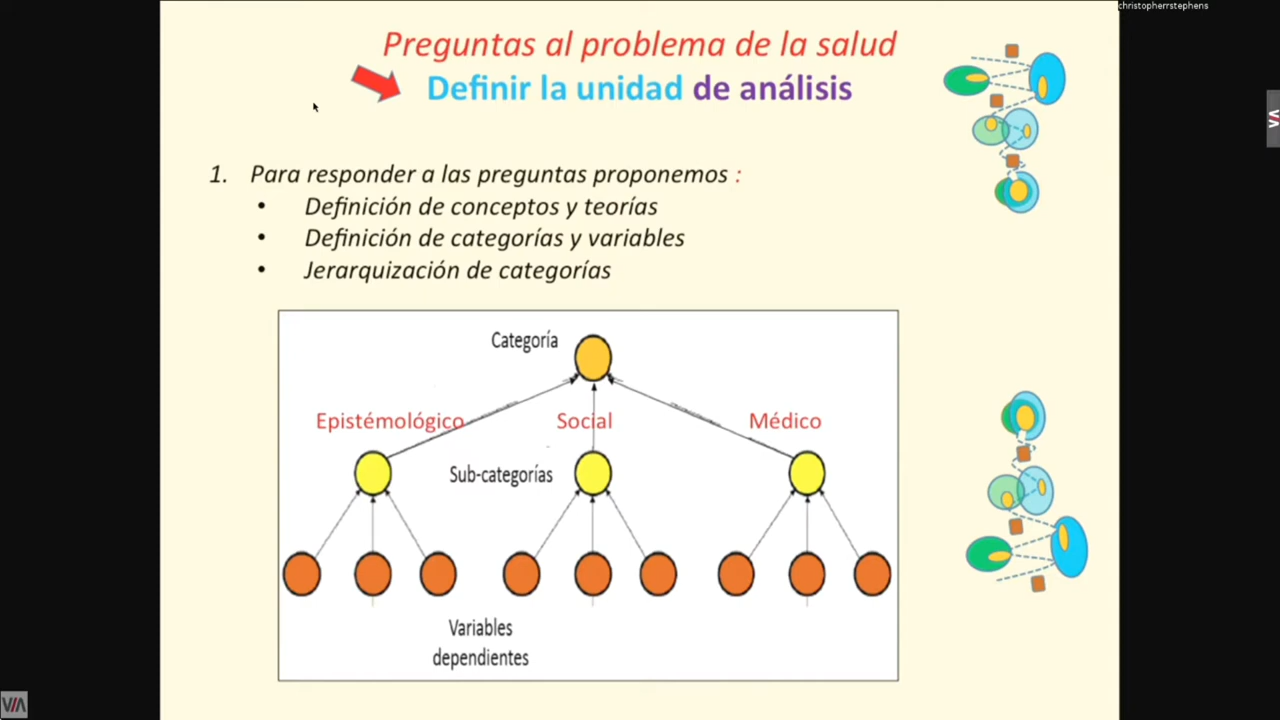 christopherrstephens
Preguntas al problema de la salud
Definir la unidad de análisis
1. Para responder a las preguntas proponemos :
• Definición de conceptos y teorías
• Definición de categorías y variables
• Jerarquización de categorías
Categoría
Epistémológico Social Médico
Sub-categorías
Variables
dependientes
VIA